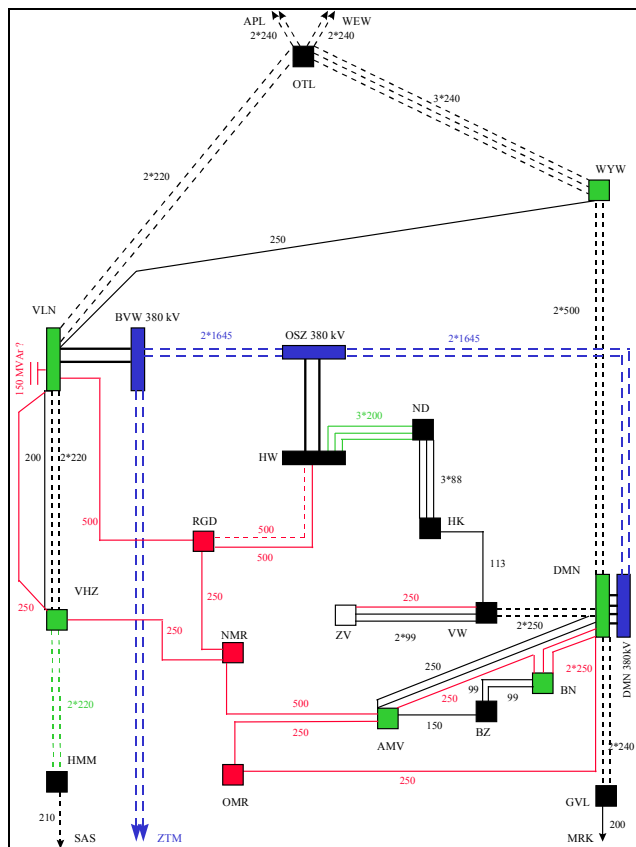 APL WEW
2*240 2*240
OTL
3*240
WYW
2*220
250
VLN
BVW 380 kV
OSZ 380 kV
2*500
2*1645
2*1645
150 MVAr ?
3*200
ND
200
2*220
HW
3*88
RGD
500
500
500
HK
113
DMN
250
VHZ
250
250
ZV
VW
2*250
2*99
250
NMR
250
250
2*250
DMN 380kV
99
99
BN
500
2*220
250
AMV
150
BZ
2*240
HMM
OMR
250
GVL
210
200
SAS
ZTM
MRK